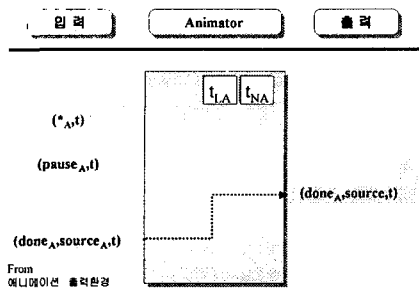 입 력 Animator 출 력
t_LA t_NA
(*_A,t)
(pause_A,t)
(done_A,source,t)
(done_A,source_A,t)
From
애니메이션 출력환경